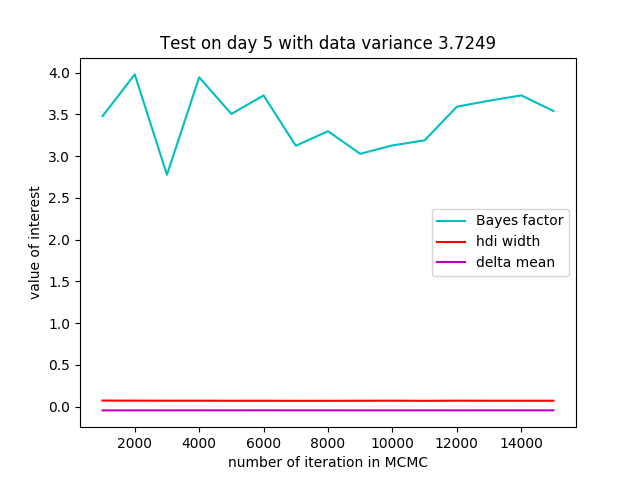 Test on day 5 with data variance 3.7249
4.0
3.5
3.0
2.5
2.0
1.5
1.0
0.5
0.0
value of interest
Bayes factor
hdi width
delta mean
2000 4000 6000 8000 10000 12000 14000
number of iteration in MCMC